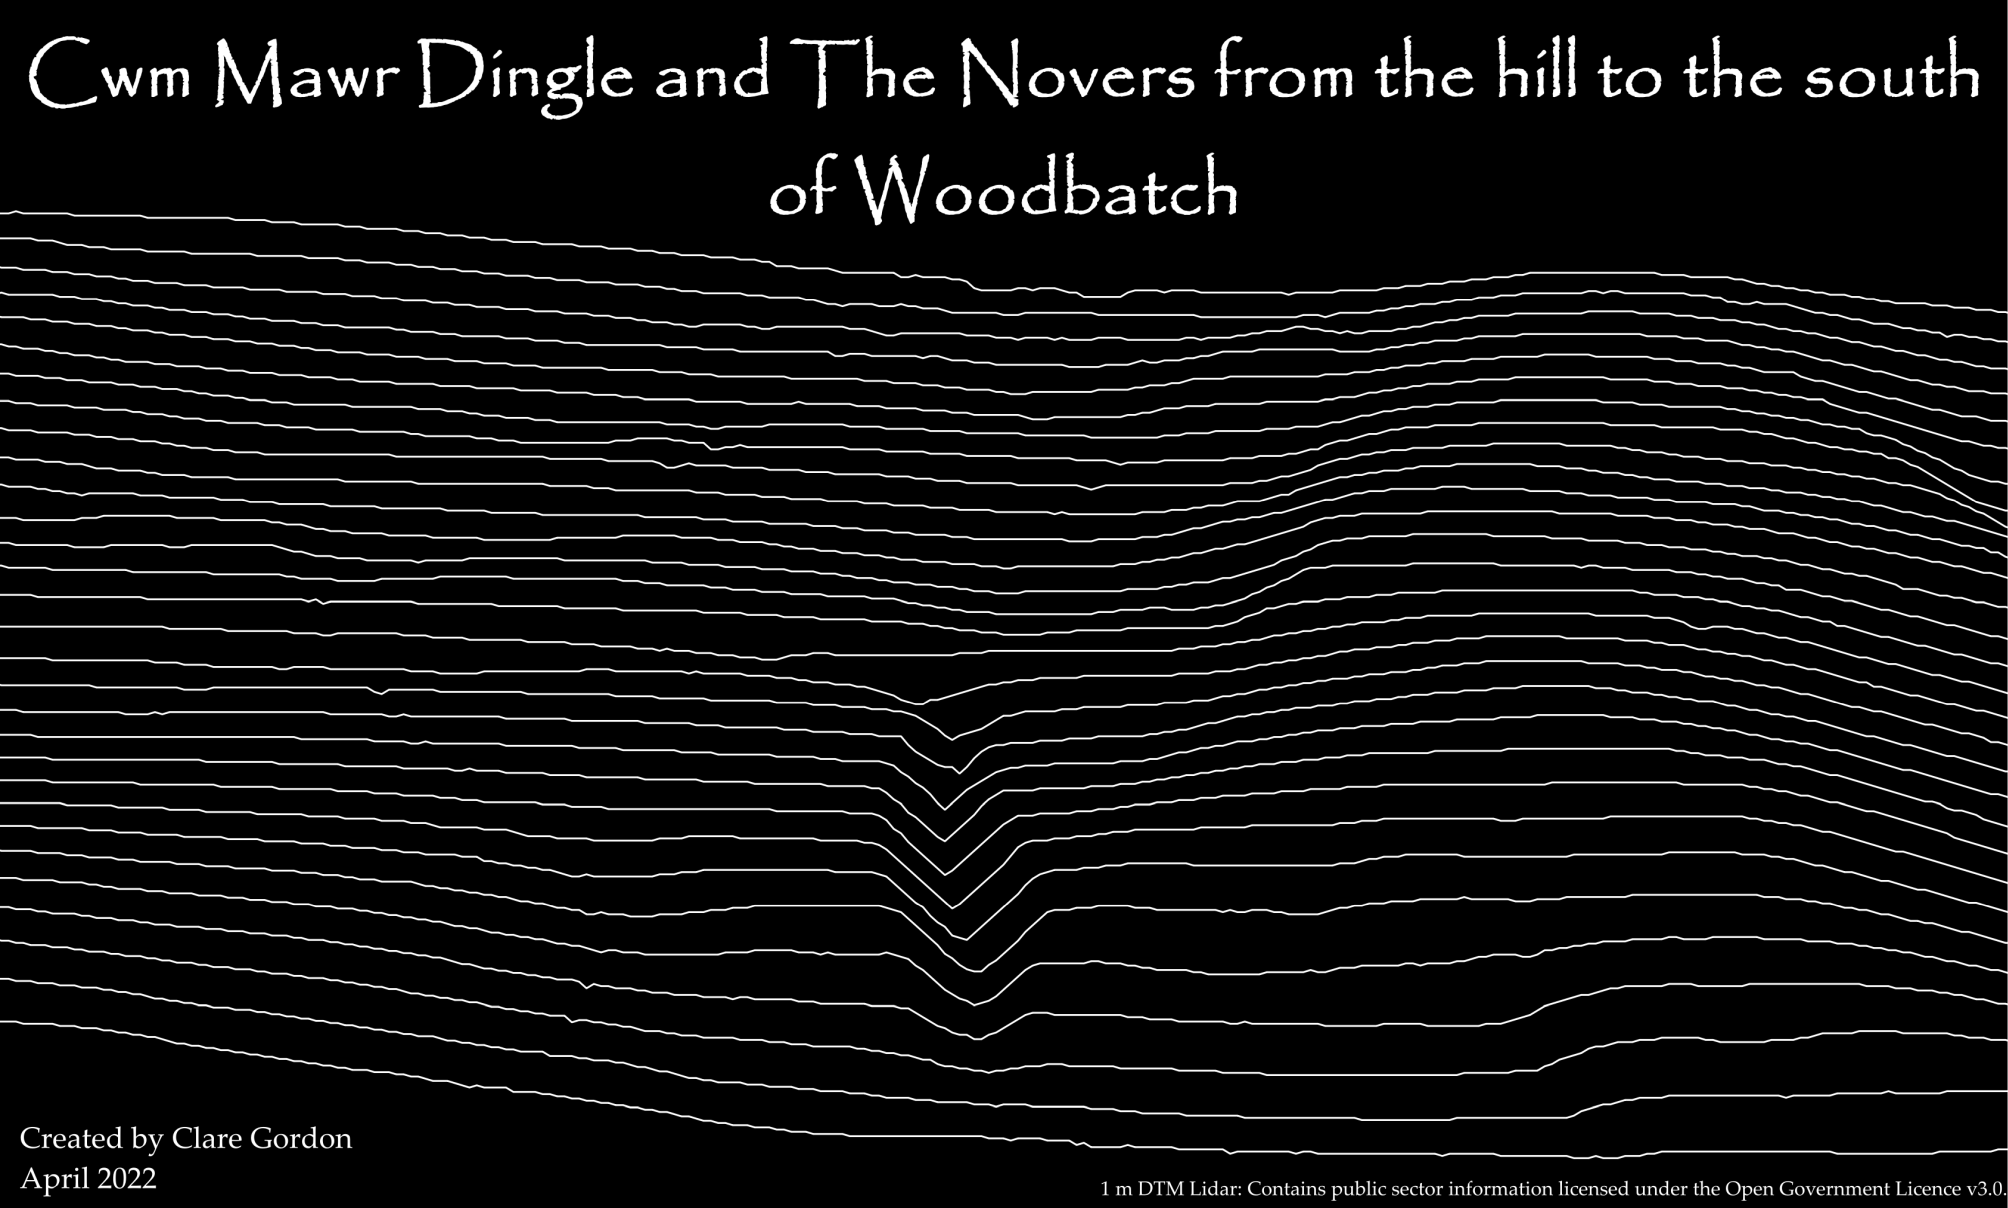 Cwm Mawr Dingle and The Novers from the hill to the south
of Woodbatch
Created by Clare Gordon
April 2022
1 m DTM Lidar: Contains public sector information licensed under the Open Government Licence v3.0.